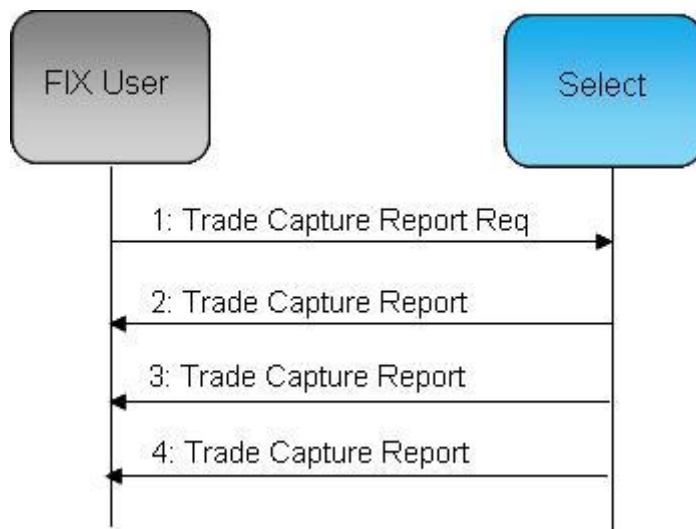 FIX User
Select
1: Trade Capture Report Req
2: Trade Capture Report
3: Trade Capture Report
4: Trade Capture Report